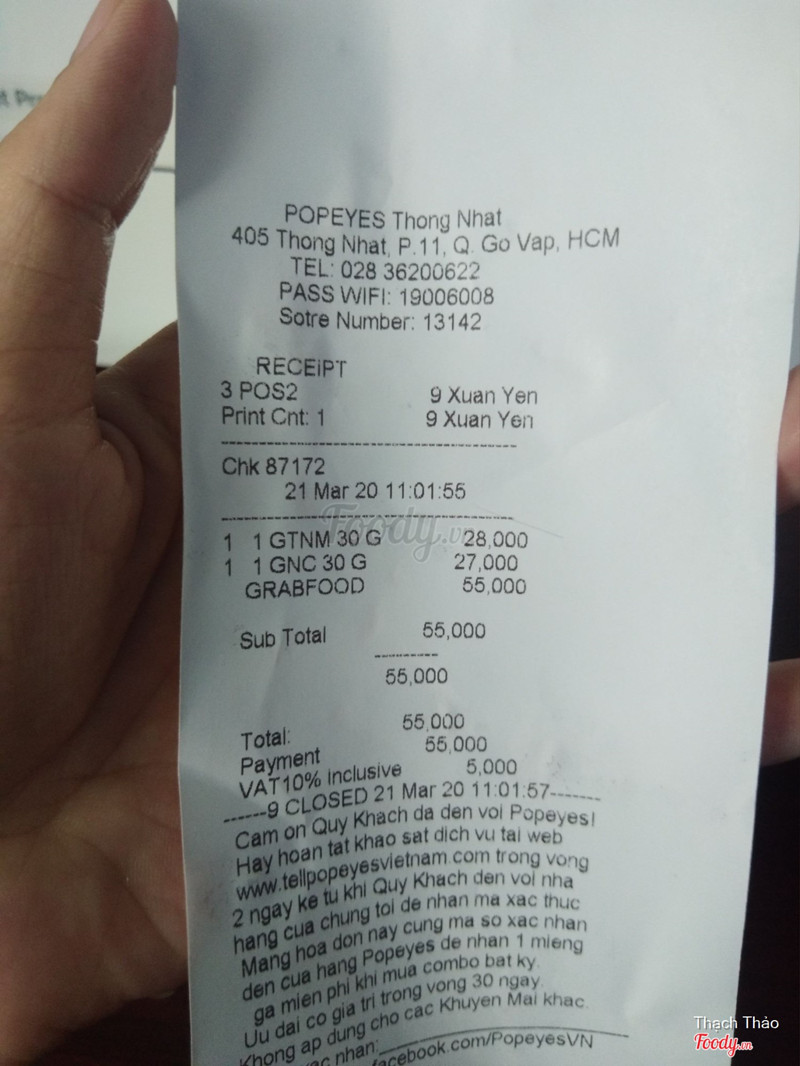 POPEYES Thong Nhat
405 Thong Nhat, P.11, Q. Go Vap, HCM
TEL: 028 36200622
PASS WIFI: 19006008
Sotre Number: 13142
RECEiPT
3 POS2 9 Xuan Yen
Print Cnt: 1 9 Xuan Yen
Chk 87172
21 Mar 20 11:01:55
Foody.vn
1 1 GTNM 30 G 28,000
1 1 GNC 30 G 27,000
GRABFOOD 55,000
Sub Total 55,000
55,000
Total: 55,000
Payment 55,000
VAT10% inclusive 5,000
------9 CLOSED 21 Mar 20 11:01:57-------
Cam on Quy Khach da den voi Popeyes!
Hay hoan tat khao sat dich vu tai web
www.tellpopeyesvietnam.com trong vong
2 ngay ke tu khi Quy Khach den voi nha
hang cua chung toi de nhan ma xac thuc
Mang hoa don nay cung ma so xac nhan
den cua hang Popeyes de nhan 1 mieng
ga mien phi khi mua combo bat ky.
Uu dai co gia tri trong vong 30 ngay.
Khong ap dung cho cac Khuyen Mai khac.
nhan:
facebook.com/PopeyesVN
Thạch Thảo
Foody.vn